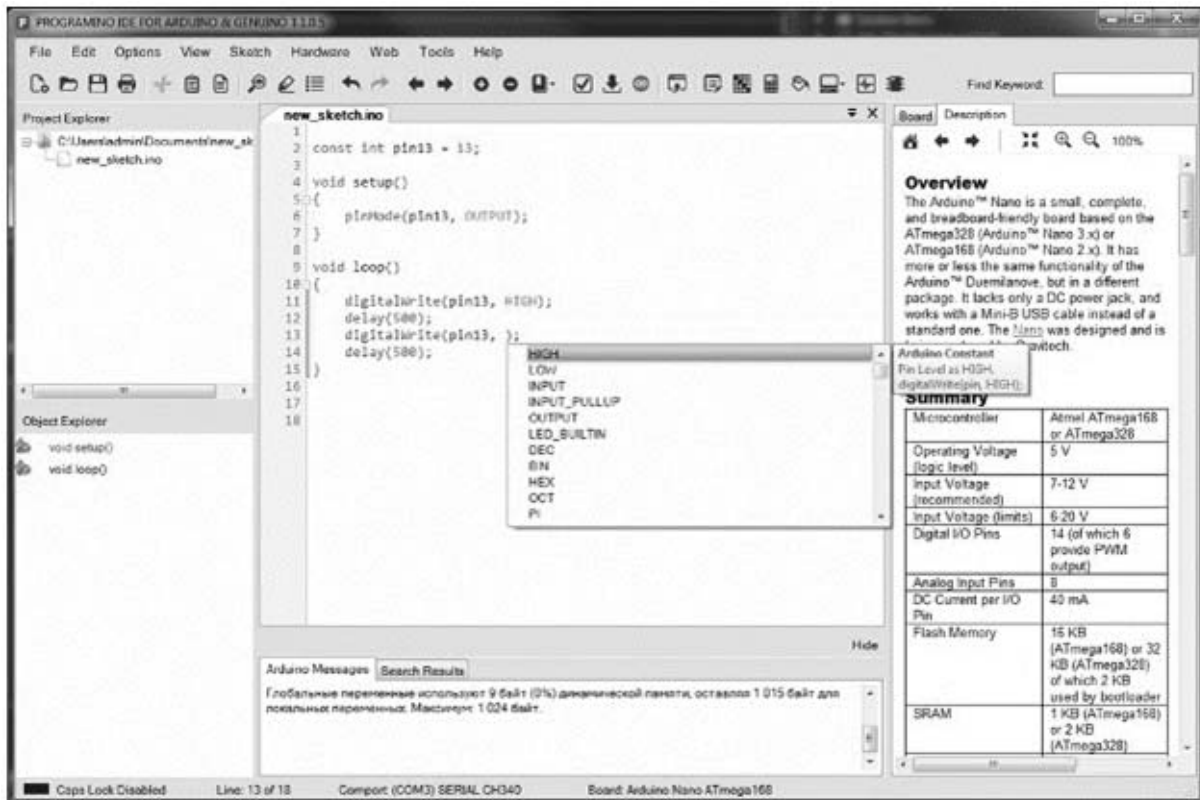 PROGRAMINO IDE FOR ARDUINO & GENUINO 1.1.0.5
File Edit Options View Sketch Hardware Web Tools Help
Find Keyword:
Project Explorer
C:\Users\admin\Documents\new_sk
new_sketch.ino
Object Explorer
void setup()
void loop()
new_sketch.ino
1
2 const int pin13 = 13;
3
4 void setup()
5 {
6 pinMode(pin13, OUTPUT);
7 }
8
9 void loop()
10 {
11 digitalWrite(pin13, HIGH);
12 delay(500);
13 digitalWrite(pin13, );
14 delay(500);
15 }
16
17
18
HIGH
LOW
INPUT
INPUT_PULLUP
OUTPUT
LED_BUILTIN
DEC
BIN
HEX
OCT
PI
Arduino Constant
Pin Level as HIGH,
digitalWrite(pin, HIGH);
Hide
Arduino Messages Search Results
Глобальные переменные используют 9 байт (0%) динамической памяти, оставляя 1 015 байт для
локальных переменных. Максимум: 1 024 байт.
Board Description
100%
Overview
The Arduino™ Nano is a small, complete,
and breadboard-friendly board based on the
ATmega328 (Arduino™ Nano 3.x) or
ATmega168 (Arduino™ Nano 2.x). It has
more or less the same functionality of the
Arduino™ Duemilanove, but in a different
package. It lacks only a DC power jack, and
works with a Mini-B USB cable instead of a
standard one. The Nano was designed and is
Summary
Microcontroller Atmel ATmega168
or ATmega328
Operating Voltage 5 V
(logic level)
Input Voltage 7-12 V
(recommended)
Input Voltage (limits) 6-20 V
Digital I/O Pins 14 (of which 6
provide PWM
output)
Analog Input Pins 8
DC Current per I/O 40 mA
Pin
Flash Memory 16 KB
(ATmega168) or 32
KB (ATmega328)
of which 2 KB
used by bootloader
SRAM 1 KB (ATmega168)
or 2 KB
(ATmega328)
Caps Lock Disabled Line: 13 of 18 Comport: (COM3) SERIAL CH340 Board: Arduino Nano ATmega168